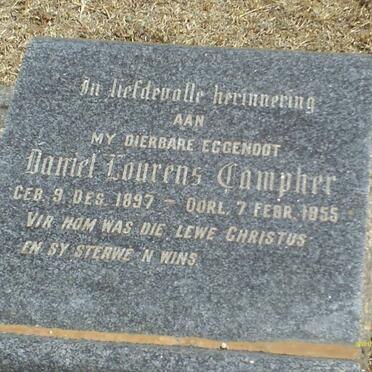 In liefdevolle herinnering
AAN
MY DIERBARE EGGENOOT
Daniel Lourens Campher
GEB. 9. DES. 1897 — OORL. 7 FEBR. 1955
VIR HOM WAS DIE LEWE CHRISTUS
EN SY STERWE 'N WINS